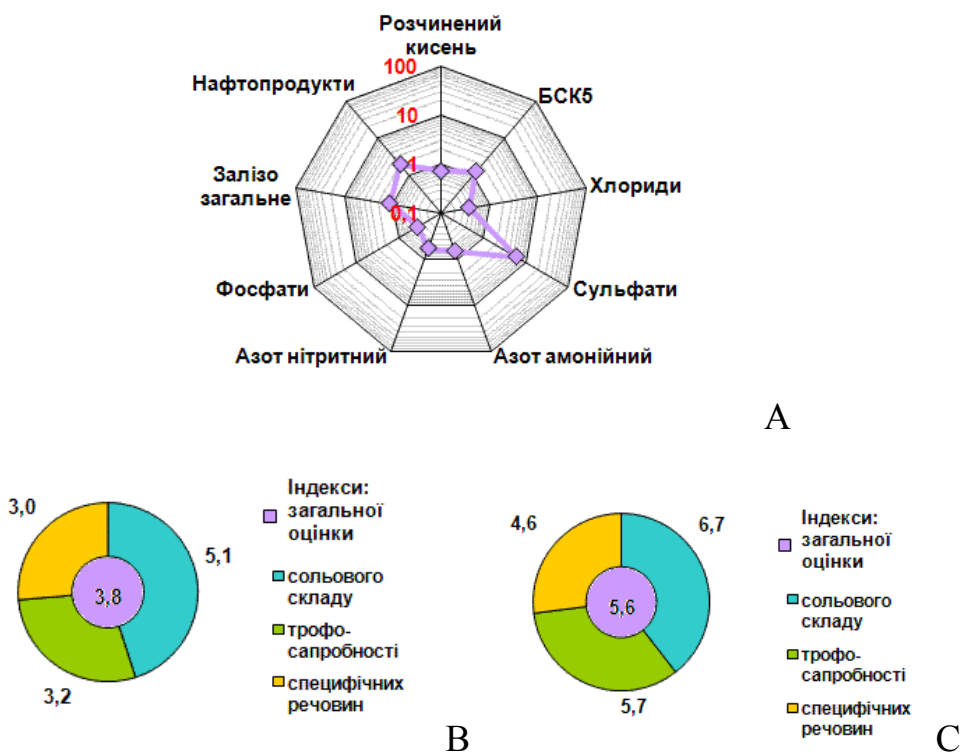 Розчинений
кисень
100
Нафтопродукти
БСК5
10
1
Залізо
загальне
Хлориди
0,1
Фосфати
Сульфати
Азот нітритний
Азот амонійний
А
3,0
5,1
3,8
3,2
Індекси:
загальної
оцінки
сольового
складу
трофо-
сапробності
специфічних
речовин
В
4,6
6,7
5,6
5,7
Індекси:
загальної
оцінки
сольового
складу
трофо-
сапробності
специфічних
речовин
С